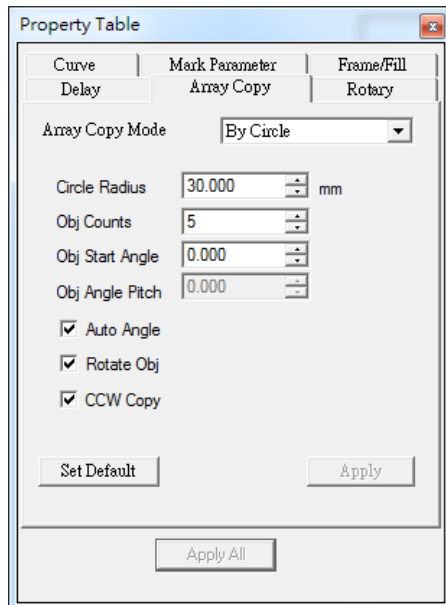 Property Table
Curve Mark Parameter Frame/Fill
Delay Array Copy Rotary
Array Copy Mode By Circle
Circle Radius 30.000 mm
Obj Counts 5
Obj Start Angle 0.000
Obj Angle Pitch 0.000
Auto Angle
Rotate Obj
CCW Copy
Set Default Apply
Apply All